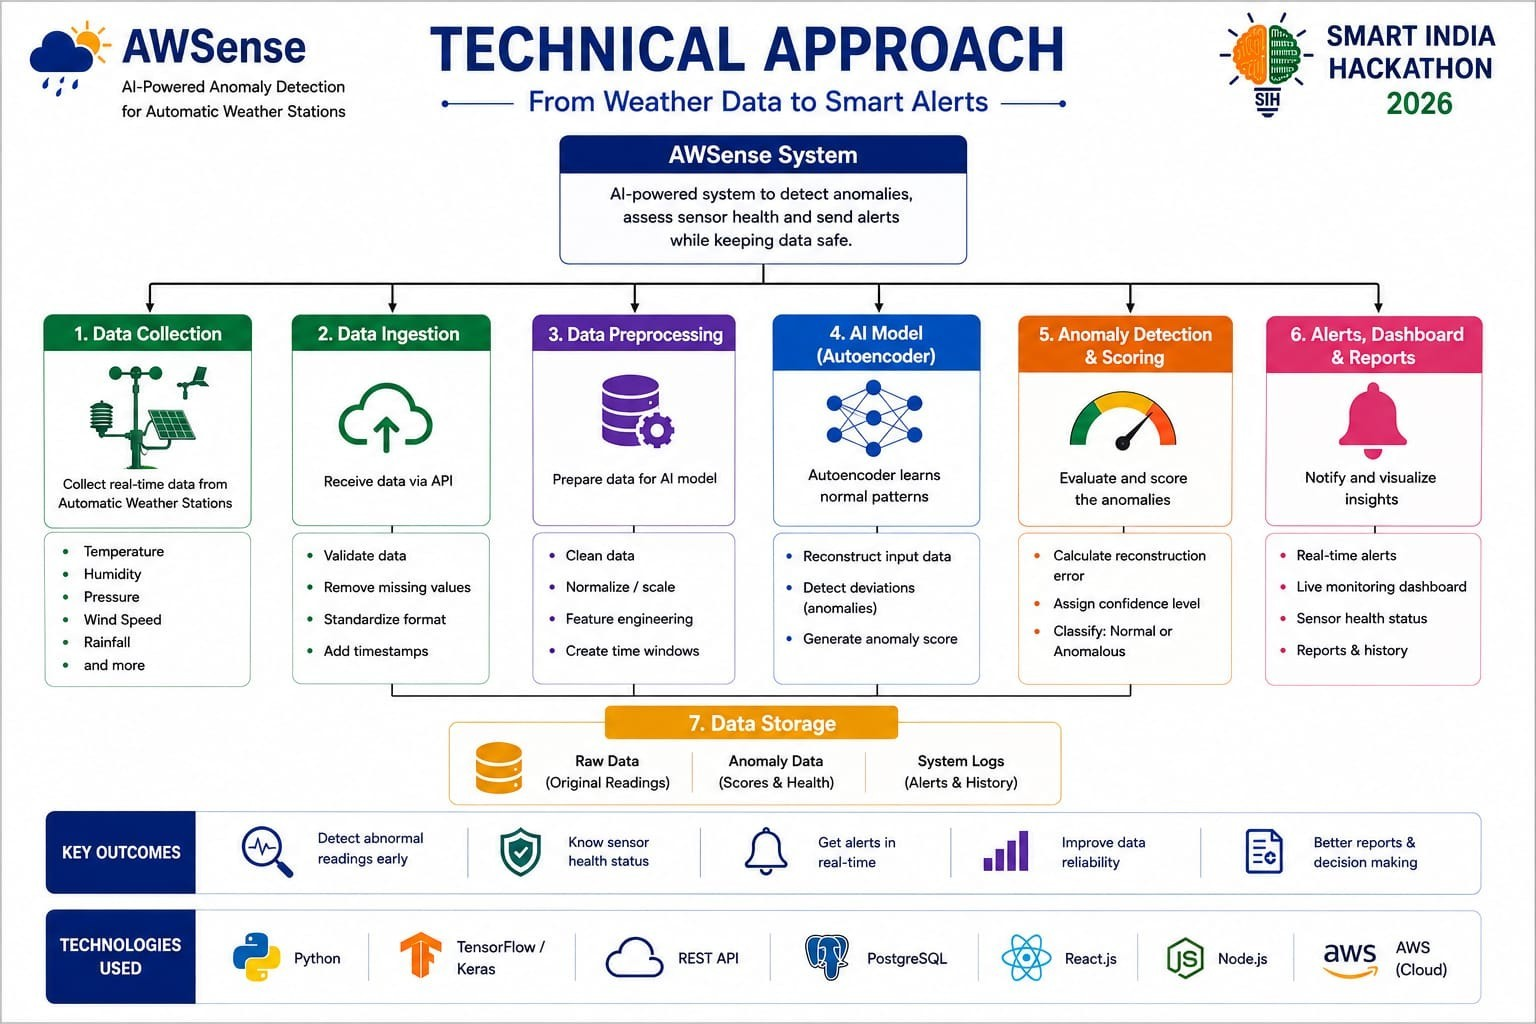 AWSense
AI-Powered Anomaly Detection
for Automatic Weather Stations
TECHNICAL APPROACH
From Weather Data to Smart Alerts
SIH
SMART INDIA
HACKATHON
2026
AWSense System
AI-powered system to detect anomalies,
assess sensor health and send alerts
while keeping data safe.
1. Data Collection
Collect real-time data from
Automatic Weather Stations
• Temperature
• Humidity
• Pressure
• Wind Speed
• Rainfall
• and more
2. Data Ingestion
Receive data via API
• Validate data
• Remove missing values
• Standardize format
• Add timestamps
3. Data Preprocessing
Prepare data for AI model
• Clean data
• Normalize / scale
• Feature engineering
• Create time windows
4. AI Model
(Autoencoder)
Autoencoder learns
normal patterns
• Reconstruct input data
• Detect deviations
(anomalies)
• Generate anomaly score
5. Anomaly Detection
& Scoring
Evaluate and score
the anomalies
• Calculate reconstruction
error
• Assign confidence level
• Classify: Normal or
Anomalous
6. Alerts, Dashboard
& Reports
Notify and visualize
insights
• Real-time alerts
• Live monitoring dashboard
• Sensor health status
• Reports & history
7. Data Storage
Raw Data
(Original Readings)
Anomaly Data
(Scores & Health)
System Logs
(Alerts & History)
KEY OUTCOMES
Detect abnormal
readings early
Know sensor
health status
Get alerts in
real-time
Improve data
reliability
Better reports &
decision making
TECHNOLOGIES
USED
Python
TensorFlow /
Keras
REST API
PostgreSQL
React.js
JS
Node.js
aws
AWS
(Cloud)